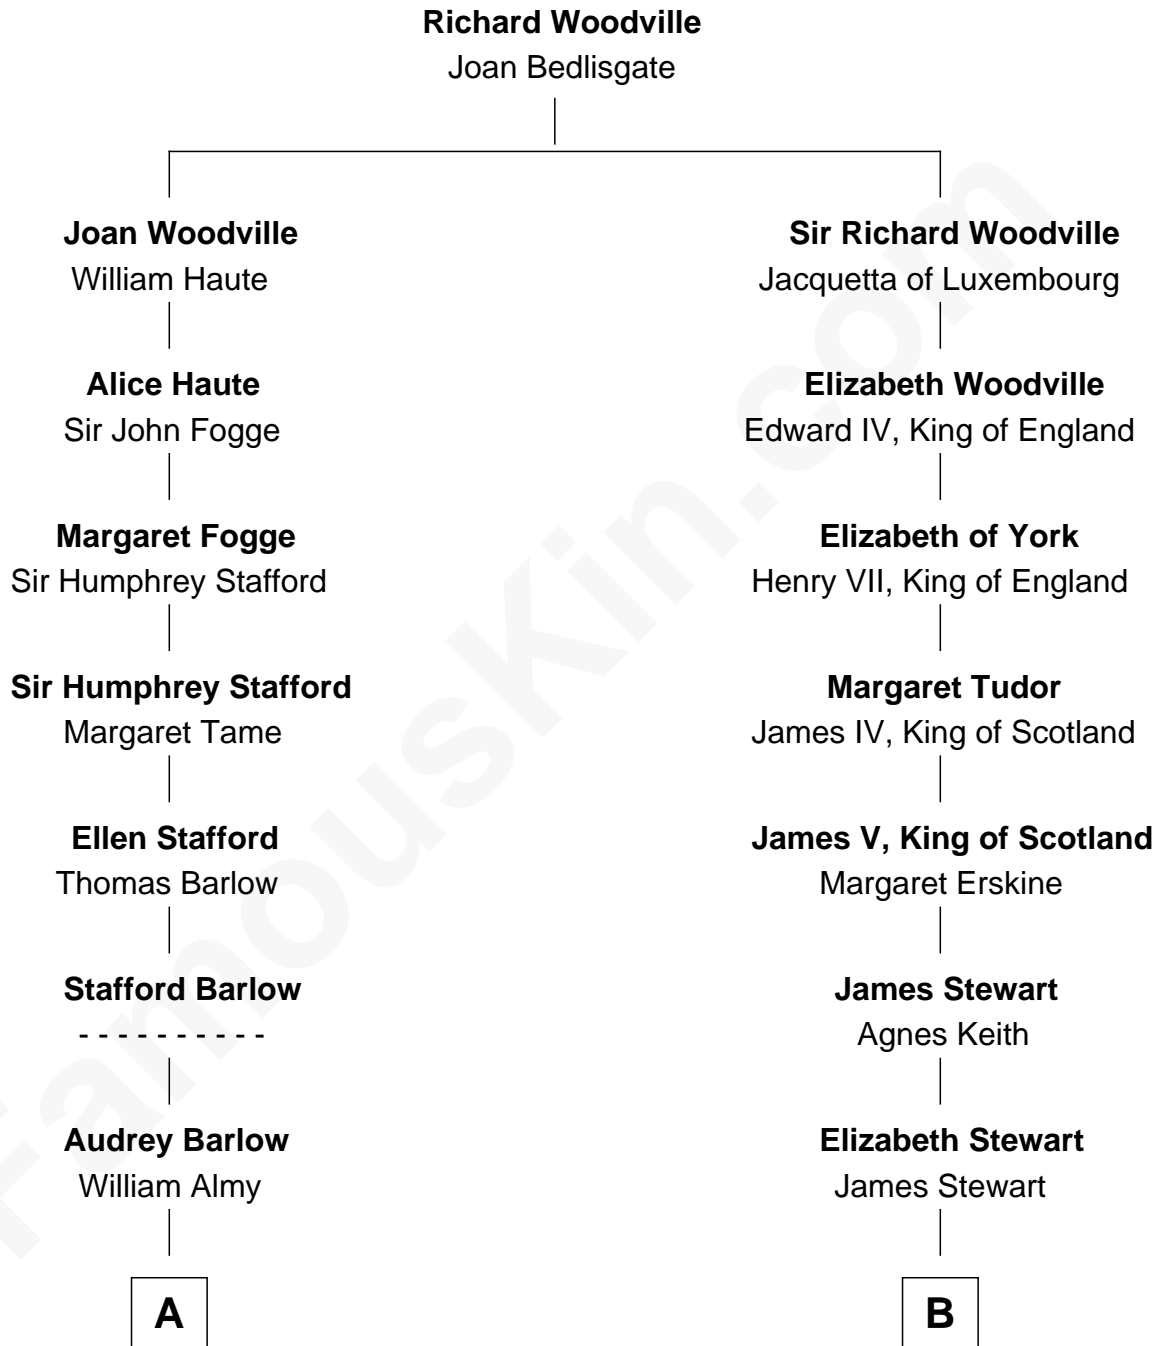 Richard Woodville
Joan Bedlisgate
Joan Woodville
William Haute
Sir Richard Woodville
Jacquetta of Luxembourg
Alice Haute
Sir John Fogge
Elizabeth Woodville
Edward IV, King of England
Margaret Fogge
Sir Humphrey Stafford
Elizabeth of York
Henry VII, King of England
Sir Humphrey Stafford
Margaret Tame
Margaret Tudor
James IV, King of Scotland
Ellen Stafford
Thomas Barlow
James V, King of Scotland
Margaret Erskine
Stafford Barlow
- - - - - - - - - -
James Stewart
Agnes Keith
Audrey Barlow
William Almy
Elizabeth Stewart
James Stewart
A
B
FamousKin.com